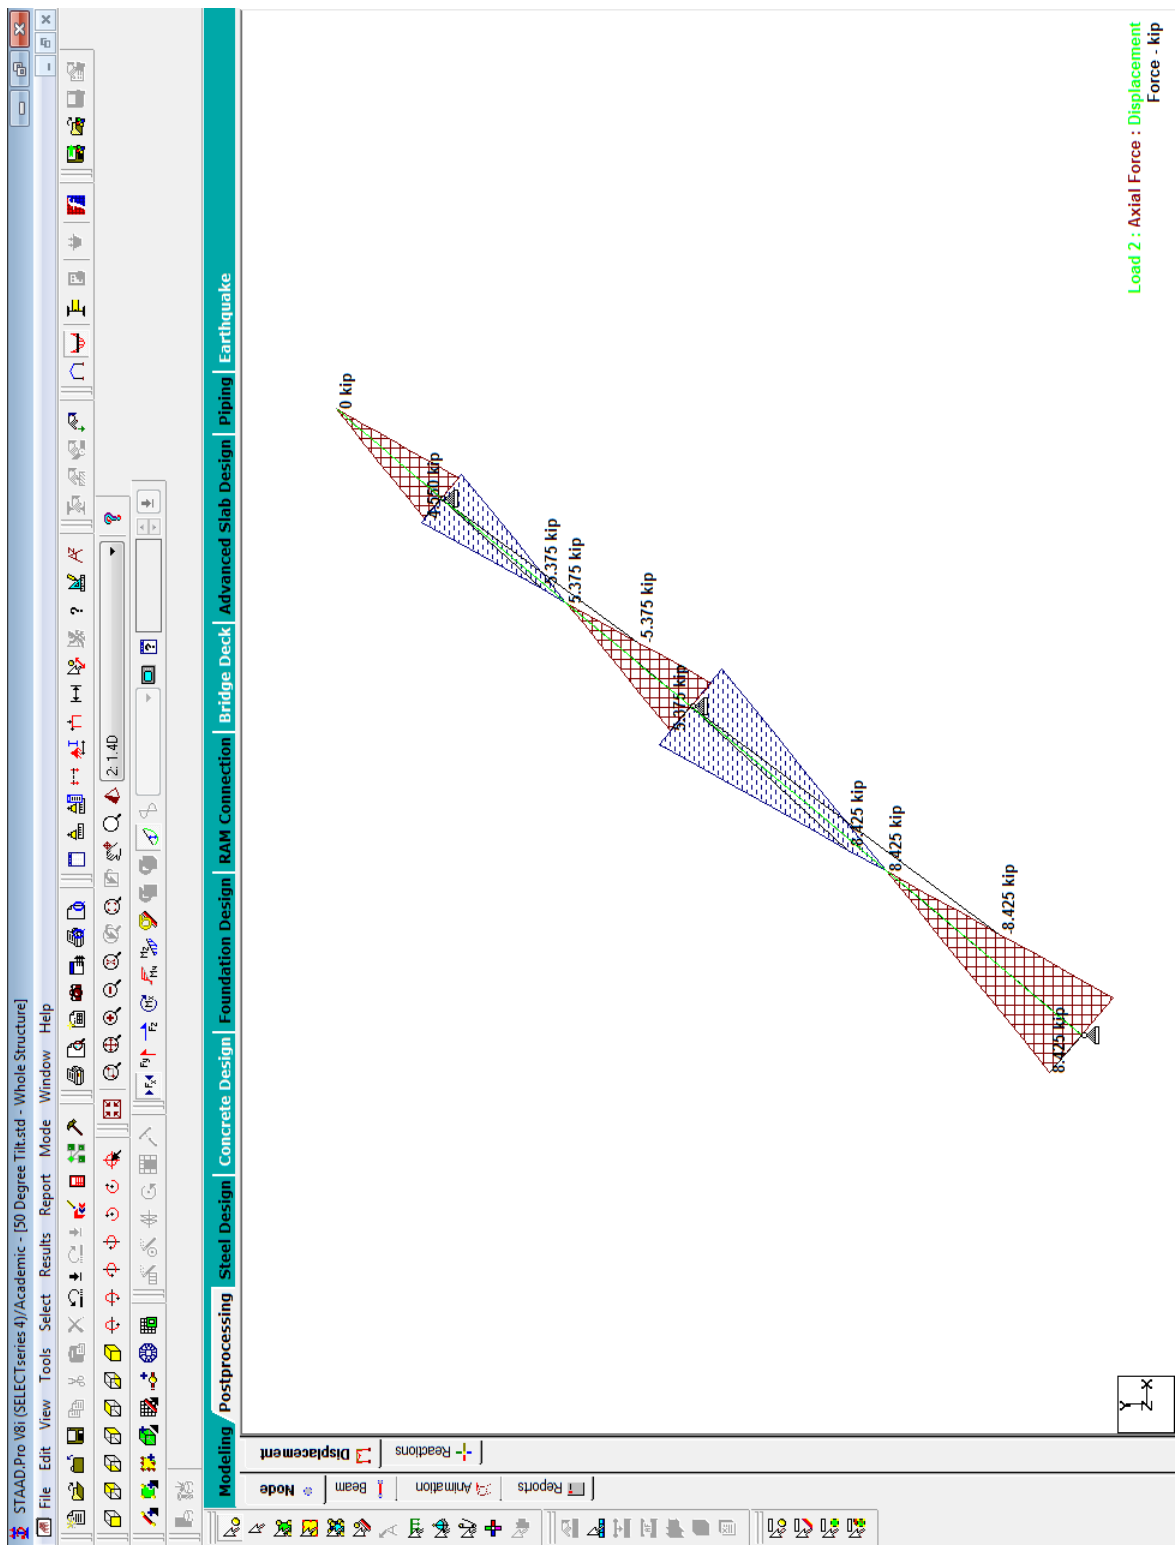 STAAD.Pro V8i (SELECTseries 4)/Academic - [50 Degree Tilt.std - Whole Structure]
File Edit View Tools Select Results Report Mode Window Help
2: 1.4D
Modeling Postprocessing Steel Design Concrete Design Foundation Design RAM Connection Bridge Deck Advanced Slab Design Piping Earthquake
Node Beam Animation Reports
Displacement Reactions
0 kip
5.375 kip
5.375 kip
-5.375 kip
8.425 kip
8.425 kip
-8.425 kip
8.425 kip
Y
Z X
Load 2 : Axial Force : Displacement
Force - kip